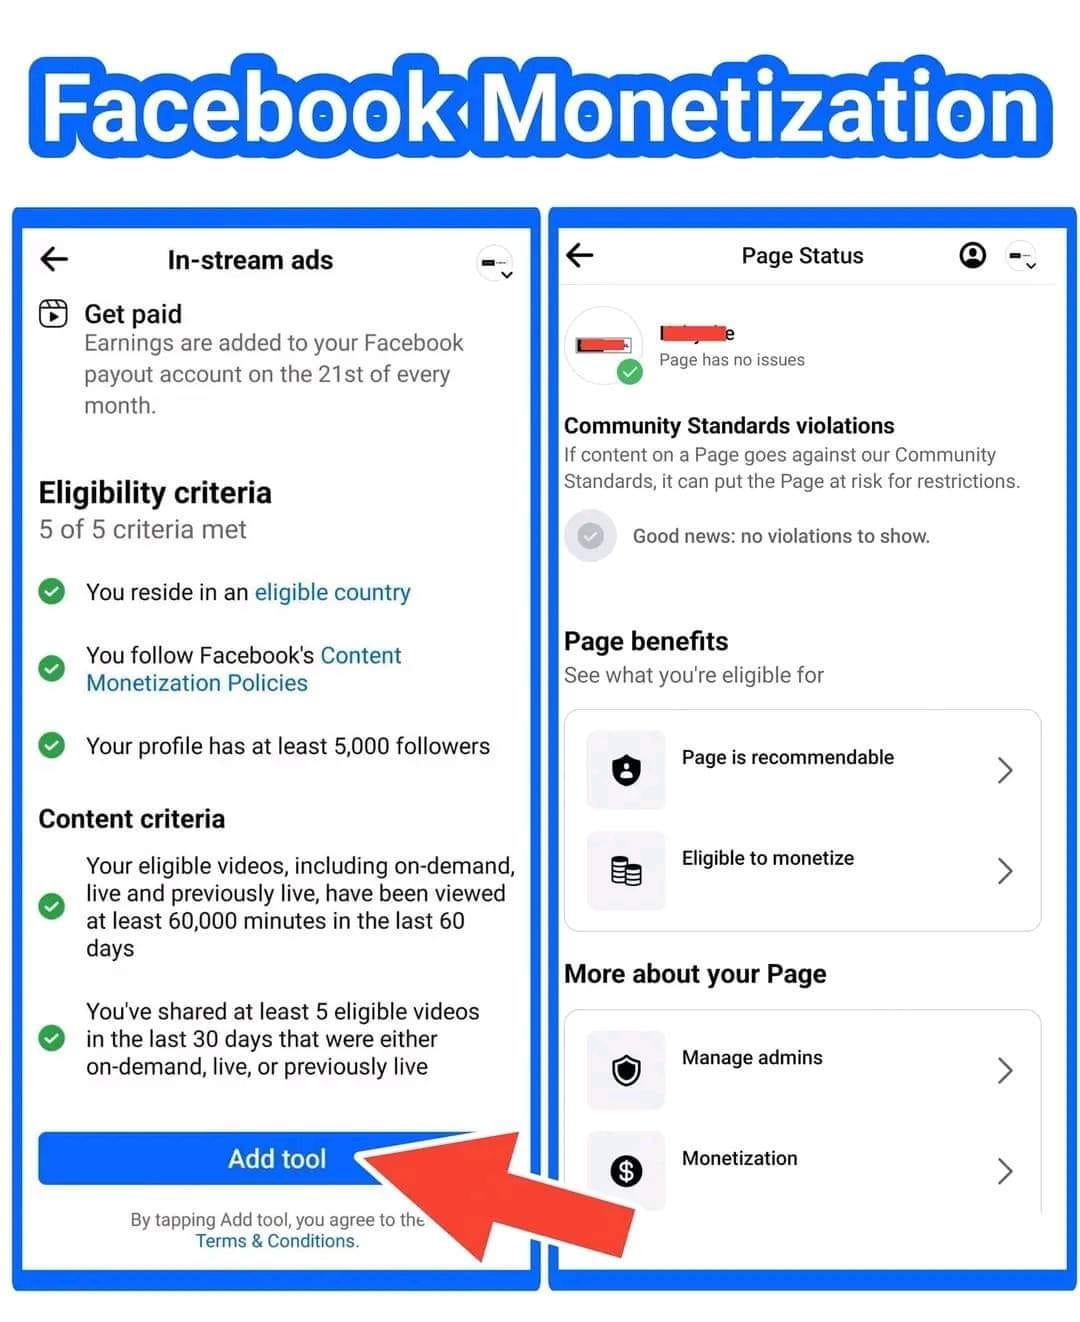 Facebook Monetization
In-stream ads
Get paid
Earnings are added to your Facebook
payout account on the 21st of every
month.
Eligibility criteria
5 of 5 criteria met
You reside in an eligible country
You follow Facebook's Content
Monetization Policies
Your profile has at least 5,000 followers
Content criteria
Your eligible videos, including on-demand,
live and previously live, have been viewed
at least 60,000 minutes in the last 60
days
You've shared at least 5 eligible videos
in the last 30 days that were either
on-demand, live, or previously live
Add tool
By tapping Add tool, you agree to the
Terms & Conditions.
Page Status
Page has no issues
Community Standards violations
If content on a Page goes against our Community
Standards, it can put the Page at risk for restrictions.
Good news: no violations to show.
Page benefits
See what you're eligible for
Page is recommendable
Eligible to monetize
More about your Page
Manage admins
Monetization